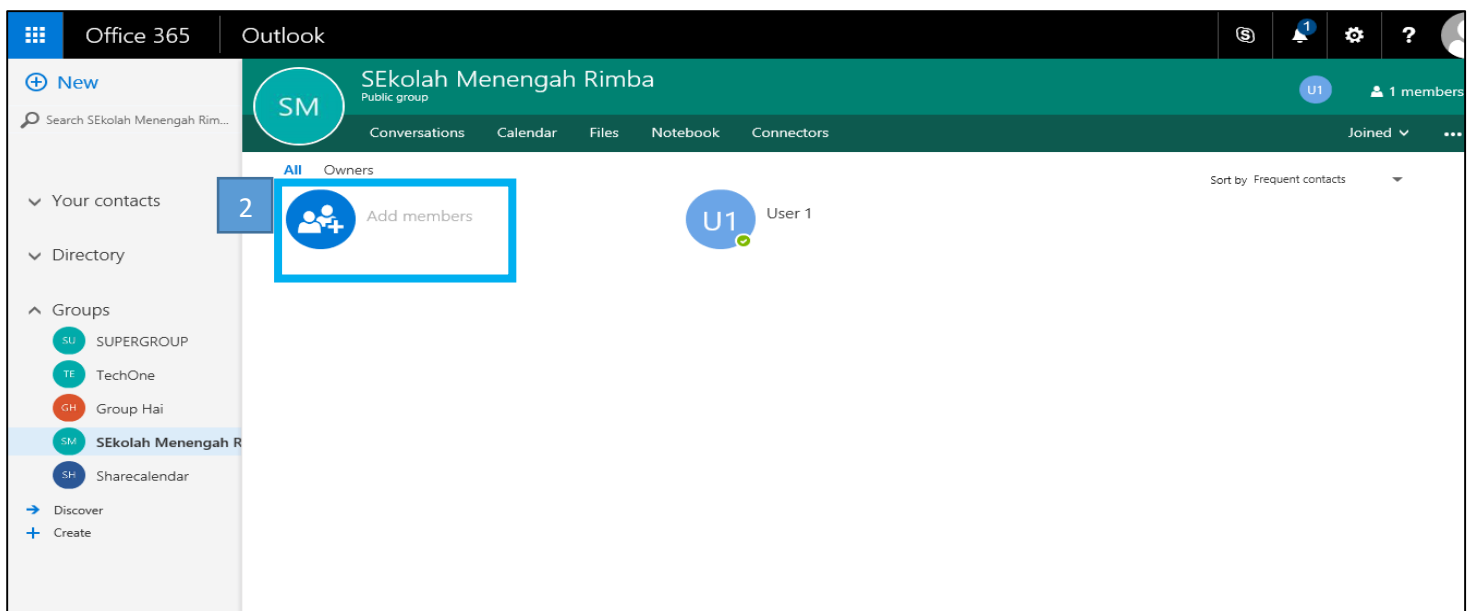 Office 365 Outlook
1
?
New
Search SEkolah Menengah Rim...
Your contacts
Directory
Groups
SU SUPERGROUP
TE TechOne
GH Group Hai
SM SEkolah Menengah R
SH Sharecalendar
Discover
Create
SM
SEkolah Menengah Rimba
Public group
U1 1 members
Conversations Calendar Files Notebook Connectors Joined
All Owners
Sort by Frequent contacts
2
Add members
U1 User 1